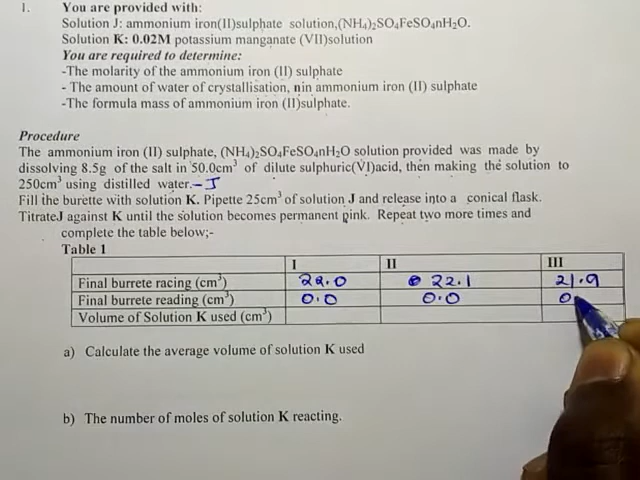 1. You are provided with:
Solution J: ammonium iron(II)sulphate solution,(NH₄)₂SO₄FeSO₄nH₂O.
Solution K: 0.02M potassium manganate (VII)solution
You are required to determine:
-The molarity of the ammonium iron (II) sulphate
- The amount of water of crystallisation, nin ammonium iron (II) sulphate
-The formula mass of ammonium iron (II)sulphate.
Procedure
The ammonium iron (II) sulphate, (NH₄)₂SO₄FeSO₄nH₂O solution provided was made by
dissolving 8.5g of the salt in 50.0cm³ of dilute sulphuric(VI)acid, then making the solution to
250cm³ using distilled water. – J
Fill the burette with solution K. Pipette 25cm³ of solution J and release into a conical flask.
TitrateJ against K until the solution becomes permanent pink. Repeat two more times and
complete the table below;-
Table 1
I II III
Final burrete racing (cm³) 22.0 22.1 21.9
Final burrete reading (cm³) 0.0 0.0 0
Volume of Solution K used (cm³)
a) Calculate the average volume of solution K used
b) The number of moles of solution K reacting.